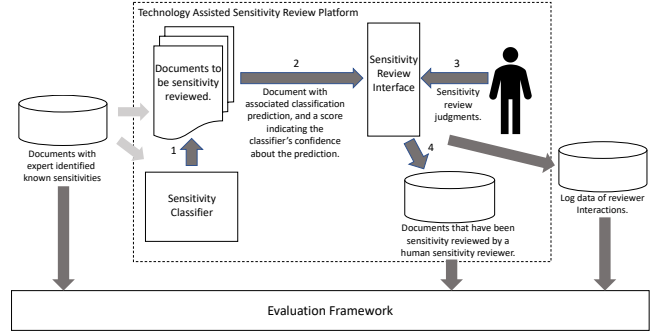 Technology Assisted Sensitivity Review Platform
Documents to
be sensitivity
reviewed.
2
Document with
associated classification
prediction, and a score
indicating the
classifier's confidence
about the prediction.
Sensitivity
Review
Interface
3
Sensitivity
review
judgments.
Documents with
expert identified
known sensitivities
1
Sensitivity
Classifier
4
Documents that have been
sensitivity reviewed by a
human sensitivity reviewer.
Log data of reviewer
Interactions.
Evaluation Framework